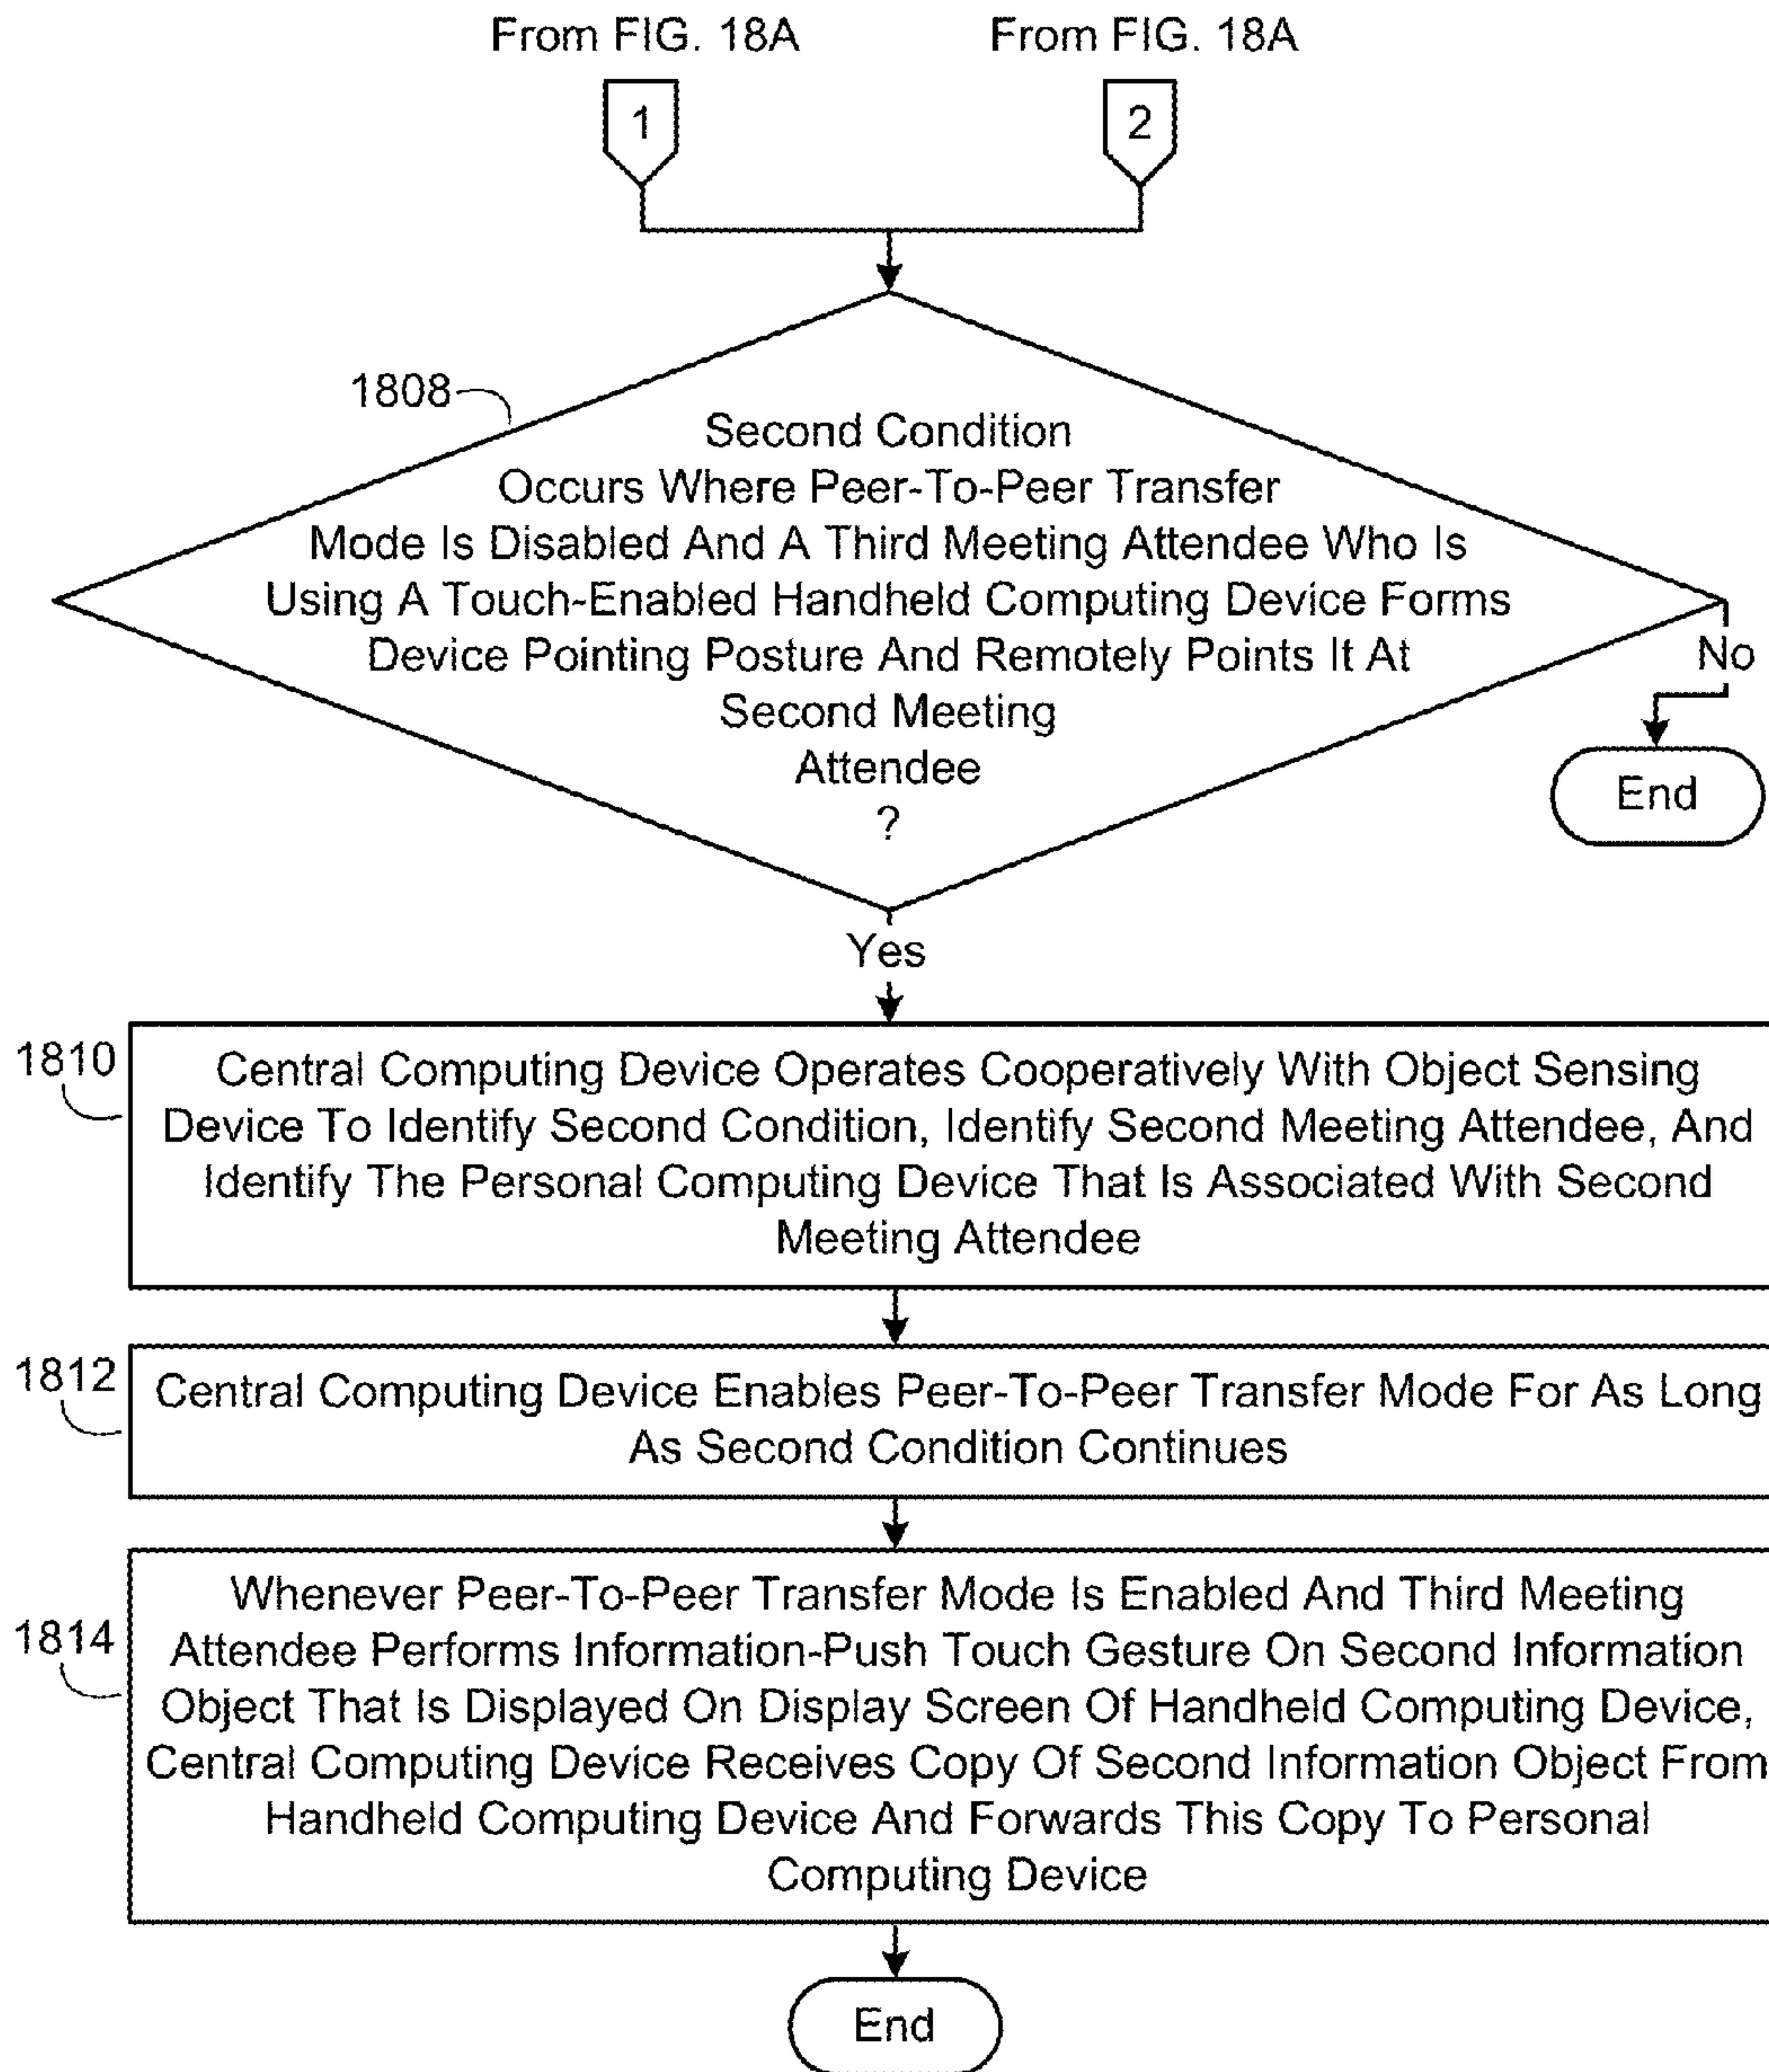 From FIG. 18A
From FIG. 18A
1
2
1808
Second Condition
Occurs Where Peer-To-Peer Transfer
Mode Is Disabled And A Third Meeting Attendee Who Is
Using A Touch-Enabled Handheld Computing Device Forms
Device Pointing Posture And Remotely Points It At
Second Meeting
Attendee
?
No
End
Yes
1810
Central Computing Device Operates Cooperatively With Object Sensing
Device To Identify Second Condition, Identify Second Meeting Attendee, And
Identify The Personal Computing Device That Is Associated With Second
Meeting Attendee
1812
Central Computing Device Enables Peer-To-Peer Transfer Mode For As Long
As Second Condition Continues
1814
Whenever Peer-To-Peer Transfer Mode Is Enabled And Third Meeting
Attendee Performs Information-Push Touch Gesture On Second Information
Object That Is Displayed On Display Screen Of Handheld Computing Device,
Central Computing Device Receives Copy Of Second Information Object From
Handheld Computing Device And Forwards This Copy To Personal
Computing Device
End